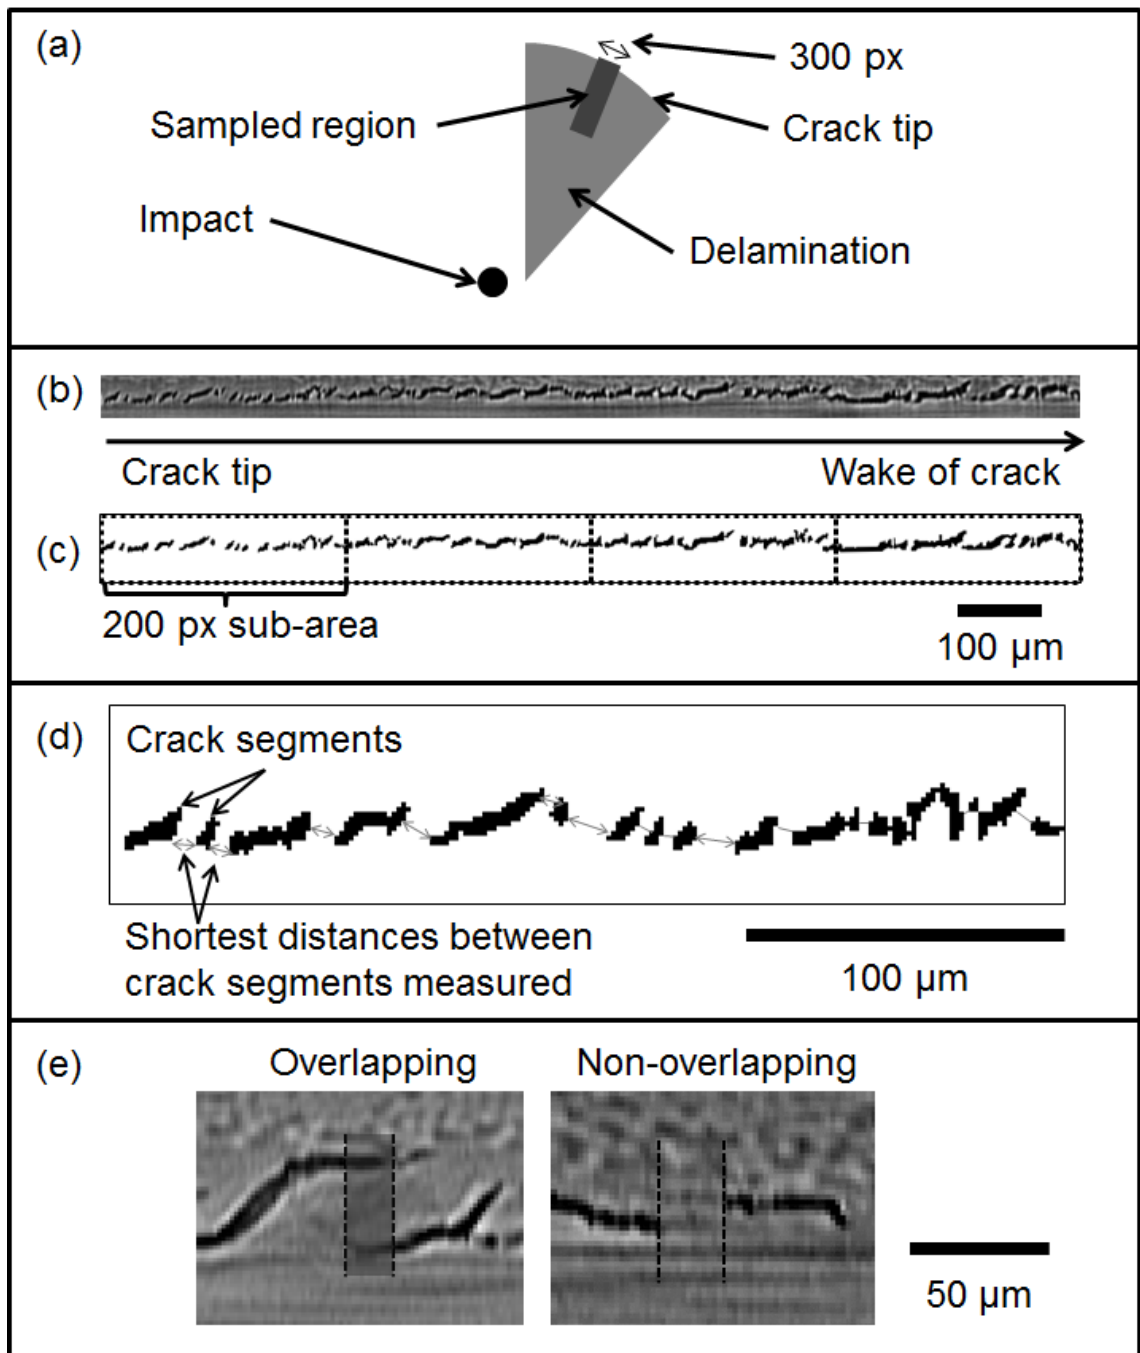 (a)
300 px
Sampled region
Crack tip
Impact
Delamination
(b)
Crack tip
Wake of crack
(c)
200 px sub-area
100 µm
(d)
Crack segments
Shortest distances between
crack segments measured
100 µm
(e)
Overlapping
Non-overlapping
50 µm